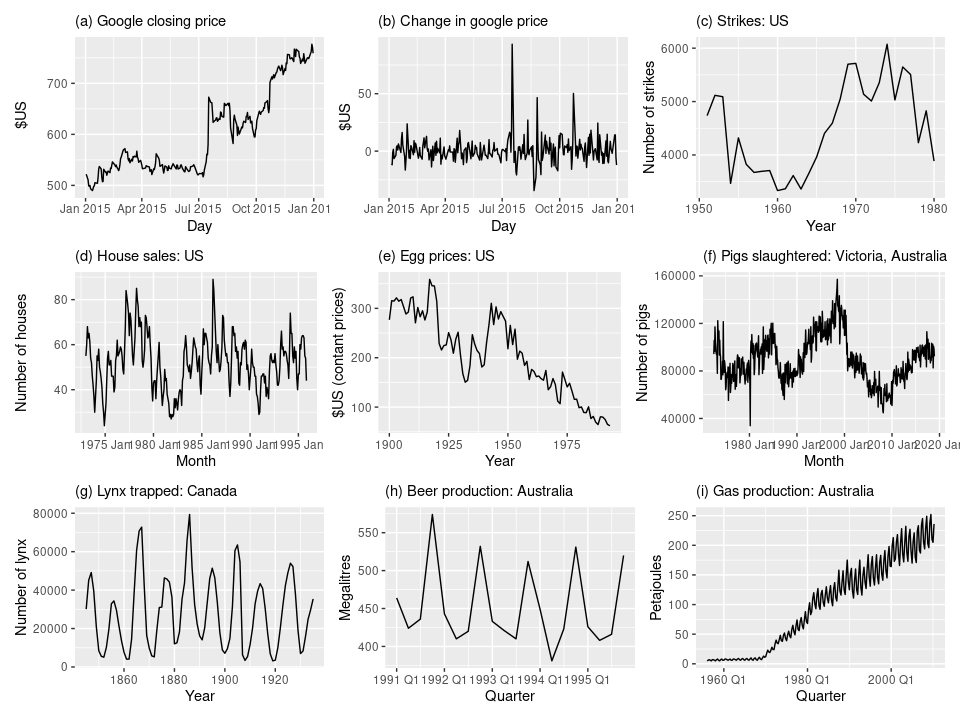 (a) Google closing price
$US
700
600
500
Jan 2015 Apr 2015 Jul 2015 Oct 2015 Jan 201
Day
(b) Change in google price
$US
50
0
Jan 2015 Apr 2015 Jul 2015 Oct 2015 Jan 201
Day
(c) Strikes: US
Number of strikes
6000
5000
4000
1950 1960 1970 1980
Year
(d) House sales: US
Number of houses
80
60
40
1975 Jan 1980 Jan 1985 Jan 1990 Jan 1995 Jan
Month
(e) Egg prices: US
$US (contant prices)
300
200
100
1900 1925 1950 1975
Year
(f) Pigs slaughtered: Victoria, Australia
Number of pigs
160000
120000
80000
40000
1980 Jan 1990 Jan 2000 Jan 2010 Jan 2020 Jan
Month
(g) Lynx trapped: Canada
Number of lynx
80000
60000
40000
20000
0
1860 1880 1900 1920
Year
(h) Beer production: Australia
Megalitres
550
500
450
400
1991 Q1 1992 Q1 1993 Q1 1994 Q1 1995 Q1
Quarter
(i) Gas production: Australia
Petajoules
250
200
150
100
50
0
1960 Q1 1980 Q1 2000 Q1
Quarter